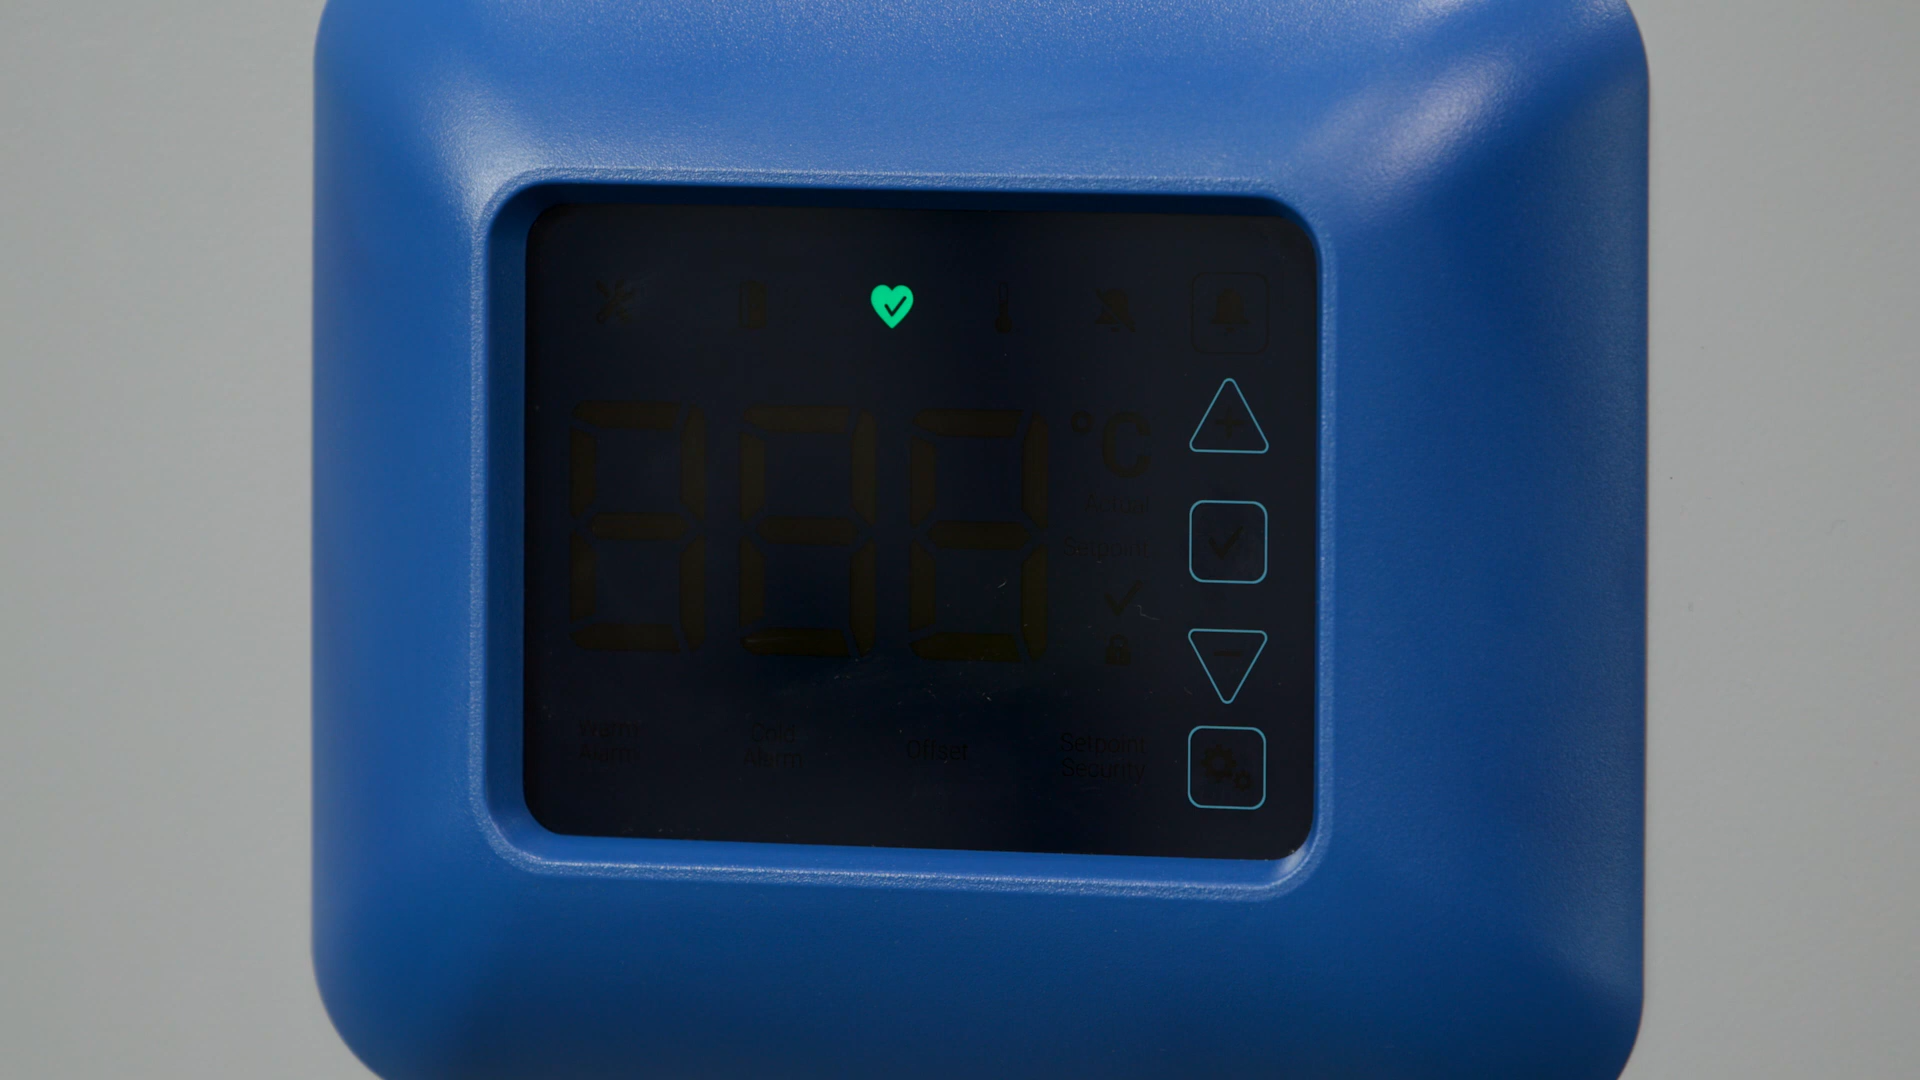 °C
Actual
Setpoint
Warm
Alarm
Cold
Alarm
Offset
Setpoint
Security